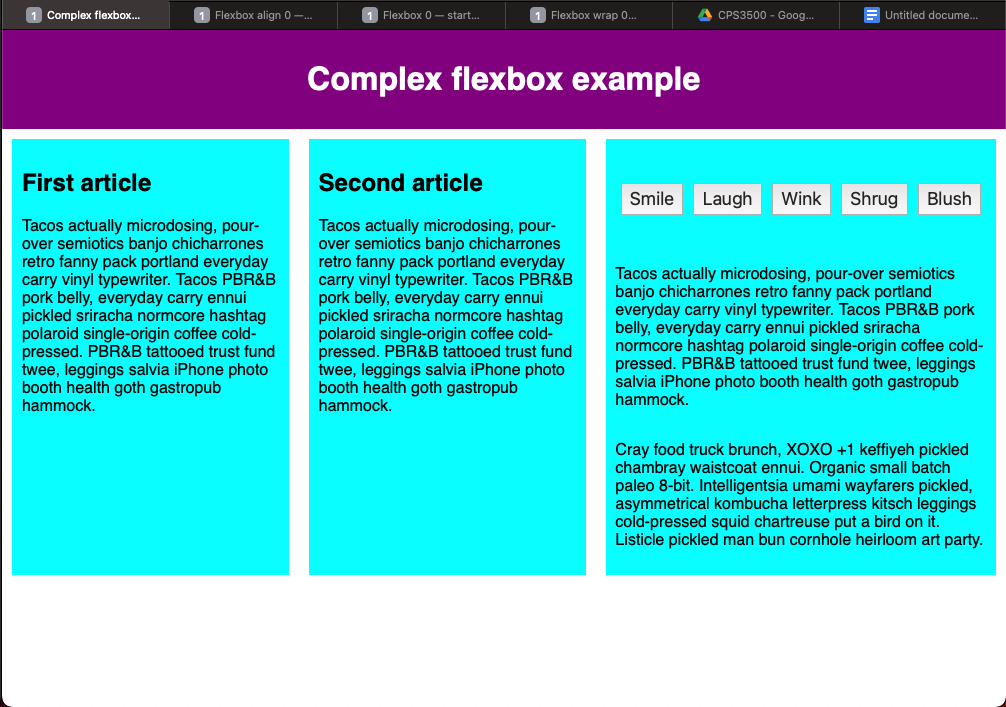 1 Complex flexbox...
1 Flexbox align 0 —...
1 Flexbox 0 — start...
1 Flexbox wrap 0...
CPS3500 - Goog...
Untitled docume...
Complex flexbox example
First article
Tacos actually microdosing, pour-
over semiotics banjo chicharrones
retro fanny pack portland everyday
carry vinyl typewriter. Tacos PBR&B
pork belly, everyday carry ennui
pickled sriracha normcore hashtag
polaroid single-origin coffee cold-
pressed. PBR&B tattooed trust fund
twee, leggings salvia iPhone photo
booth health goth gastropub
hammock.
Second article
Tacos actually microdosing, pour-
over semiotics banjo chicharrones
retro fanny pack portland everyday
carry vinyl typewriter. Tacos PBR&B
pork belly, everyday carry ennui
pickled sriracha normcore hashtag
polaroid single-origin coffee cold-
pressed. PBR&B tattooed trust fund
twee, leggings salvia iPhone photo
booth health goth gastropub
hammock.
Smile Laugh Wink Shrug Blush
Tacos actually microdosing, pour-over semiotics
banjo chicharrones retro fanny pack portland
everyday carry vinyl typewriter. Tacos PBR&B pork
belly, everyday carry ennui pickled sriracha
normcore hashtag polaroid single-origin coffee cold-
pressed. PBR&B tattooed trust fund twee, leggings
salvia iPhone photo booth health goth gastropub
hammock.
Cray food truck brunch, XOXO +1 keffiyeh pickled
chambray waistcoat ennui. Organic small batch
paleo 8-bit. Intelligentsia umami wayfarers pickled,
asymmetrical kombucha letterpress kitsch leggings
cold-pressed squid chartreuse put a bird on it.
Listicle pickled man bun cornhole heirloom art party.